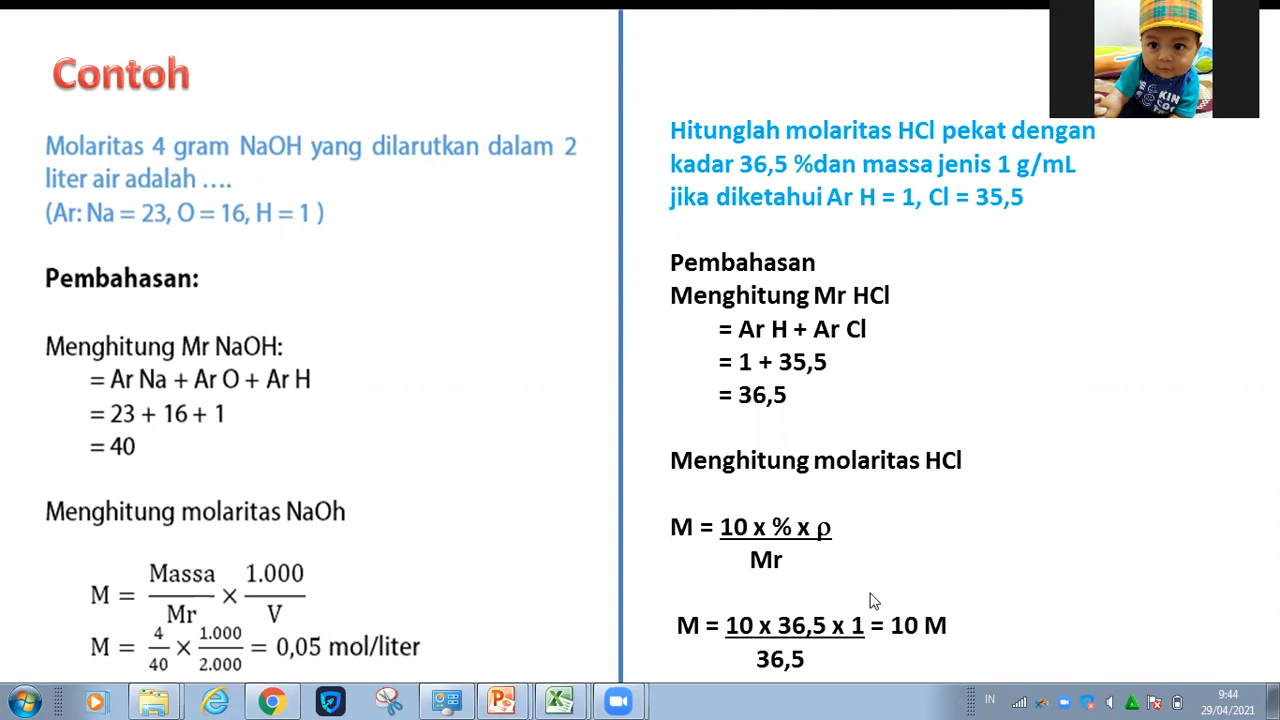 Contoh
Molaritas 4 gram NaOH yang dilarutkan dalam 2
liter air adalah ....
(Ar: Na = 23, O = 16, H = 1 )
Pembahasan:
Menghitung Mr NaOH:
= Ar Na + Ar O + Ar H
= 23 + 16 + 1
= 40
Menghitung molaritas NaOh
M = Massa/Mr × 1.000/V
M = 4/40 × 1.000/2.000 = 0,05 mol/liter
Hitunglah molaritas HCl pekat dengan
kadar 36,5 %dan massa jenis 1 g/mL
jika diketahui Ar H = 1, Cl = 35,5
Pembahasan
Menghitung Mr HCl
= Ar H + Ar Cl
= 1 + 35,5
= 36,5
Menghitung molaritas HCl
M = 10 x % x ρ
Mr
M = 10 x 36,5 x 1 = 10 M
36,5
KIN
IN
9:44
29/04/2021